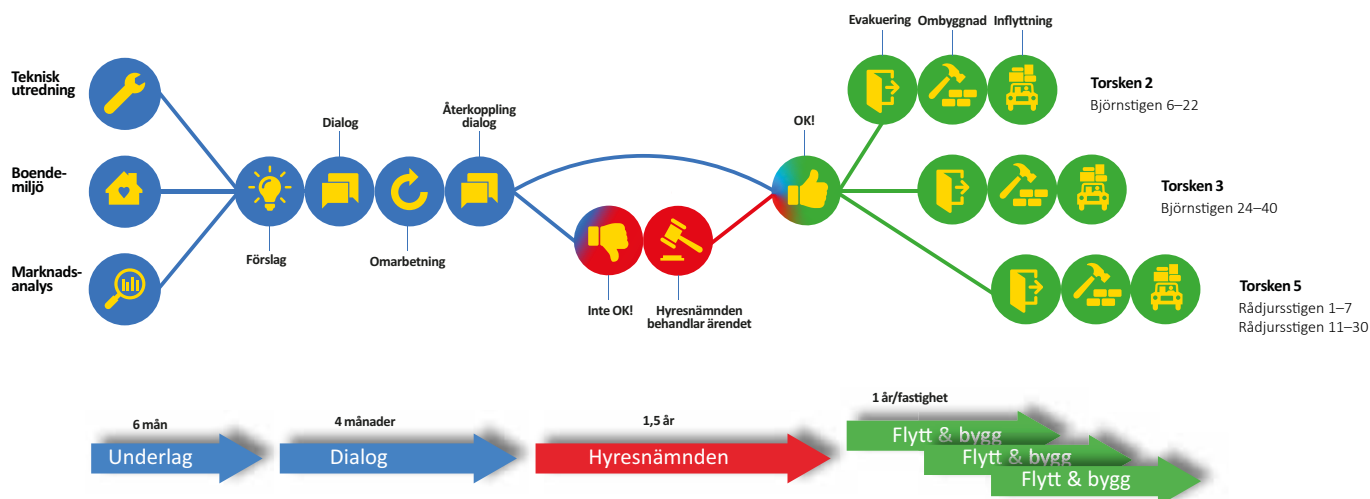 Teknisk
utredning
Boende-
miljö
Marknads-
analys
Förslag
Dialog
Omarbetning
Återkoppling
dialog
Inte OK!
Hyresnämnden
behandlar ärendet
OK!
Evakuering
Ombyggnad
Inflyttning
Torsken 2
Björnstigen 6–22
Torsken 3
Björnstigen 24–40
Torsken 5
Rådjursstigen 1–7
Rådjursstigen 11–30
6 mån
Underlag
4 månader
Dialog
1,5 år
Hyresnämnden
1 år/fastighet
Flytt & bygg
Flytt & bygg
Flytt & bygg